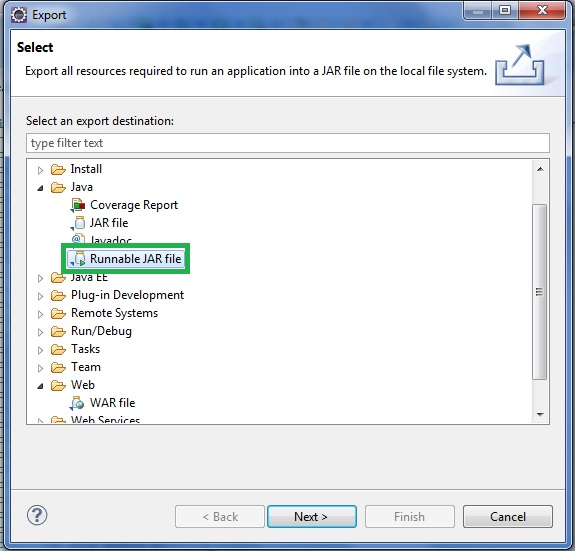 Export
Select
Export all resources required to run an application into a JAR file on the local file system.
Select an export destination:
type filter text
Install
Java
Coverage Report
JAR file
Javadoc
Runnable JAR file
Java EE
Plug-in Development
Remote Systems
Run/Debug
Tasks
Team
Web
WAR file
Web Services
?
< Back
Next >
Finish
Cancel